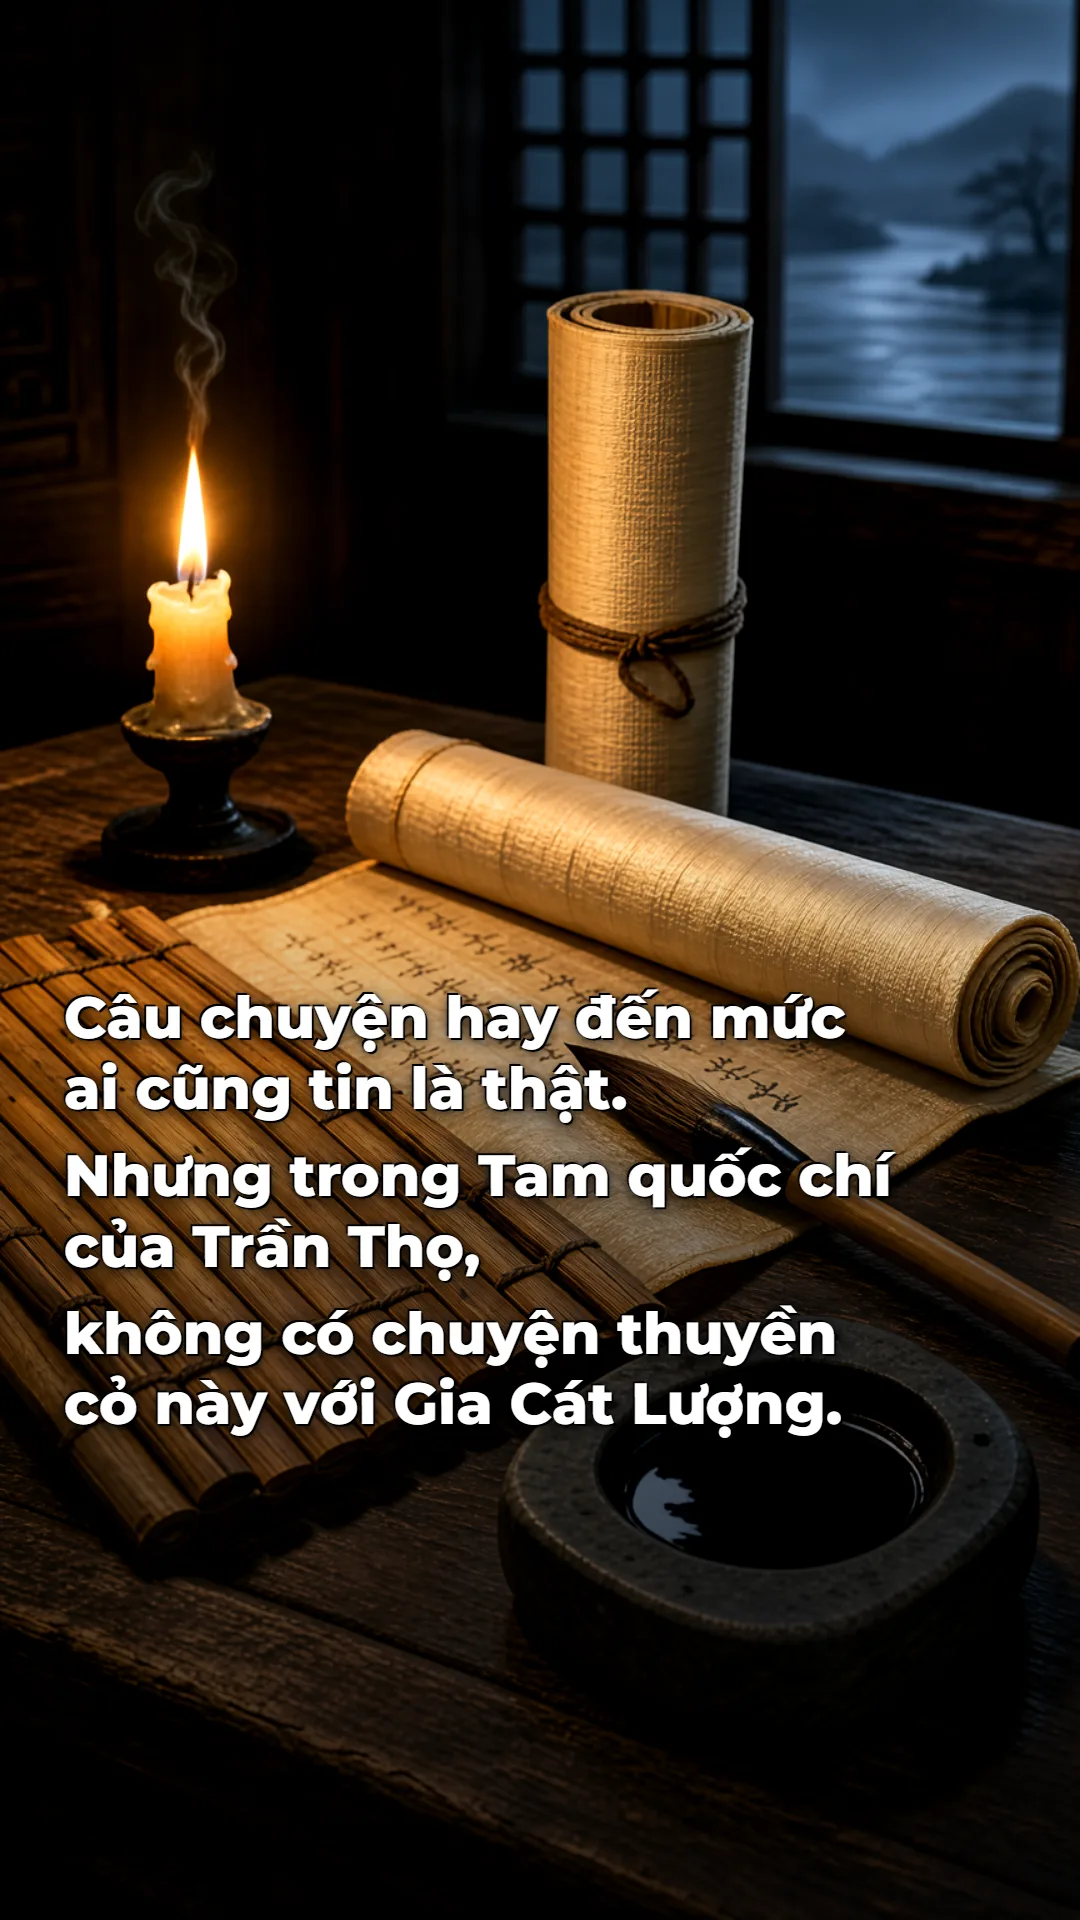 Câu chuyện hay đến mức
ai cũng tin là thật.
Nhưng trong Tam quốc chí
của Trần Thọ,
không có chuyện thuyền
cỏ này với Gia Cát Lượng.